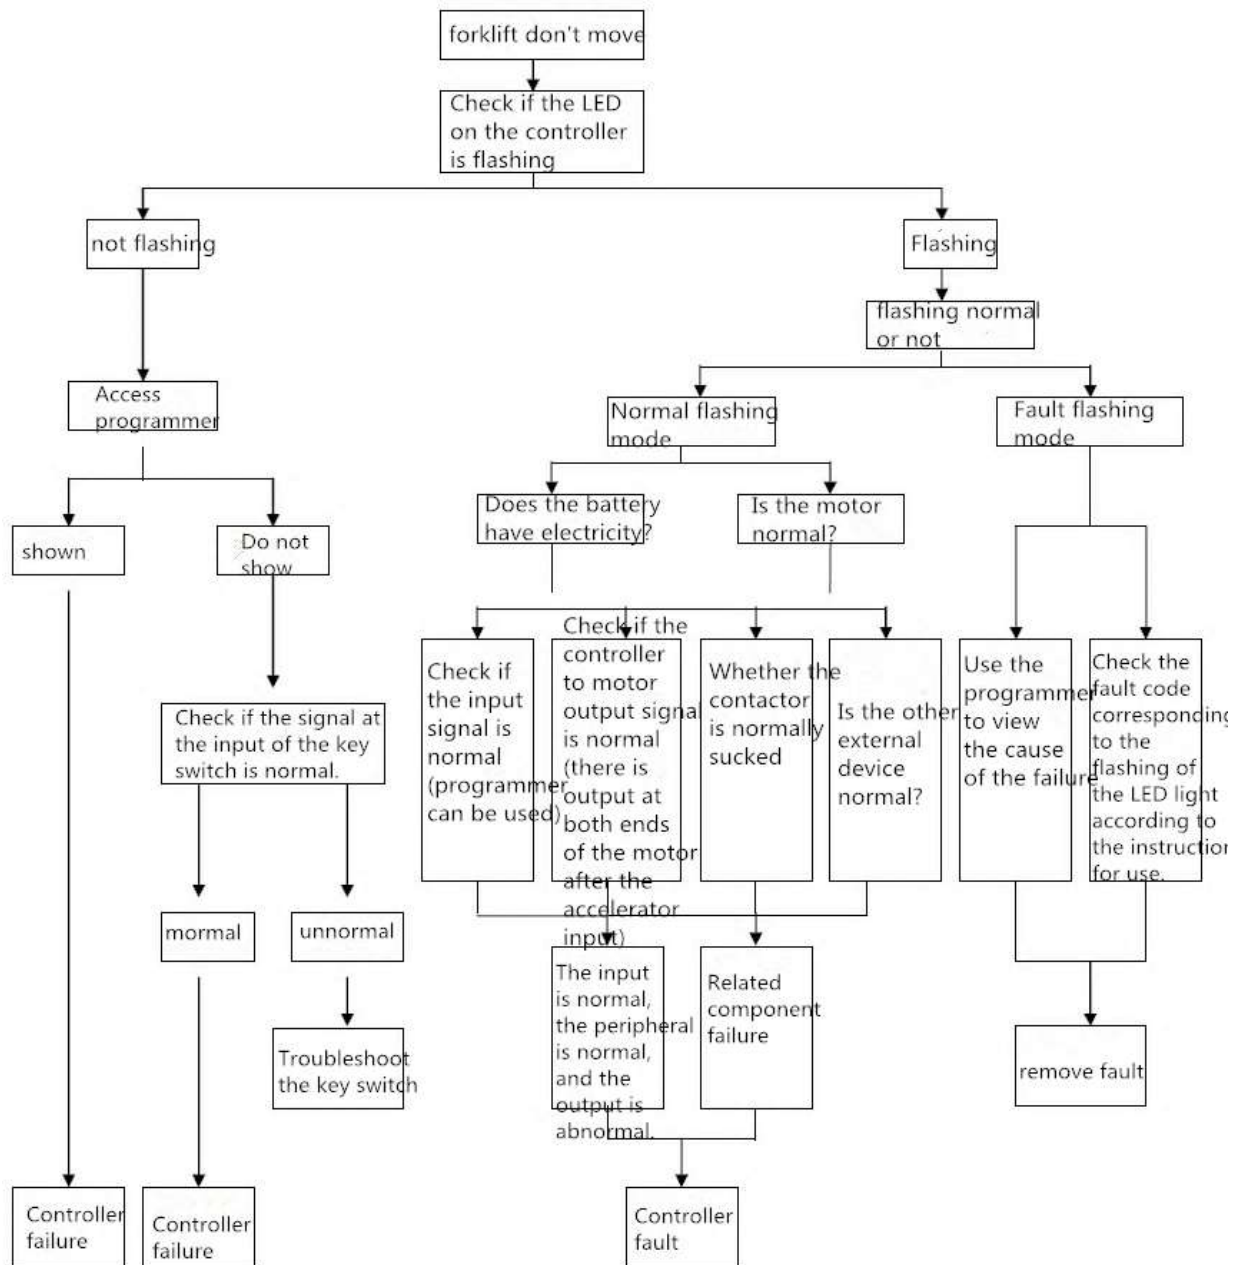 forklift don't move
Check if the LED
on the controller
is flashing
not flashing
Flashing
flashing normal
or not
Access
programmer
Normal flashing
mode
Fault flashing
mode
shown
Do not
show
Does the battery
have electricity?
Is the motor
normal?
Check if the signal at
the input of the key
switch is normal.
Check if
the input
signal is
normal
(programmer
can be used)
Check if the
controller
to motor
output signal
is normal
(there is
output at
both ends
of the motor
after the
accelerator
input)
Whether the
contactor
is normally
sucked
Is the other
external
device
normal?
Use the
programmer
to view
the cause
of the failure
Check the
fault code
corresponding
to the
flashing of
the LED light
according to
the instruction
for use.
mormal
unnormal
Troubleshoot
the key switch
The input
is normal,
the peripheral
is normal,
and the
output is
abnormal.
Related
component
failure
remove fault
Controller
failure
Controller
failure
Controller
fault